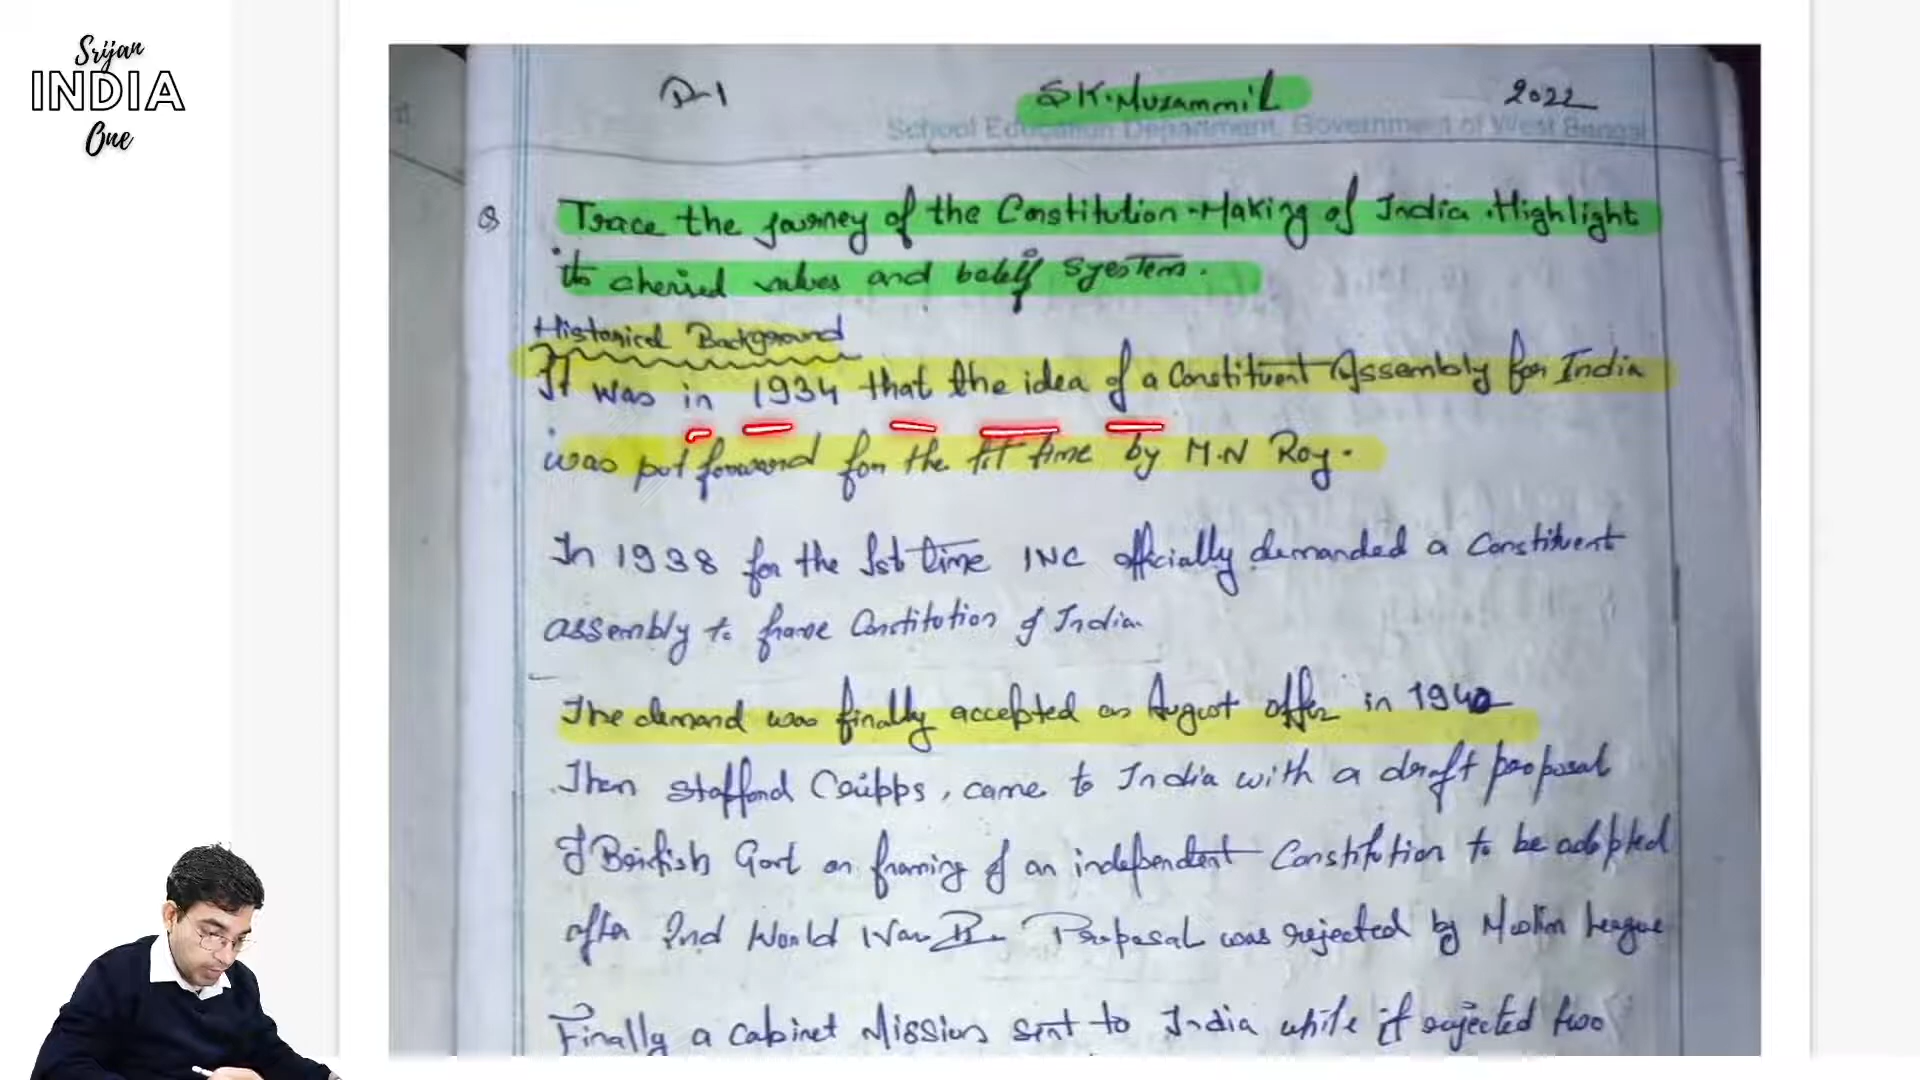 Srijan
INDIA
One
D-1 SK.Muzammil 2022
School Education Department, Government of West Bengal
Q Trace the journey of the Constitution-Making of India. Highlight
its cherised values and beleif system.
Historical Background
It was in 1934 that the idea of a Constituent Assembly for India
was put forward for the 1st time by M.N Roy.
In 1938 for the 1st time INC officially demanded a Constituent
assembly to frame Constitution of India.
The demand was finally accepted as August offer in 1940
Then Stafford Cripps, came to India with a draft proposal
of British Govt on framing of an independent Constitution to be adopted
after 2nd World War Proposal was rejected by Muslim League
Finally a cabinet Mission sent to India while it rejected two